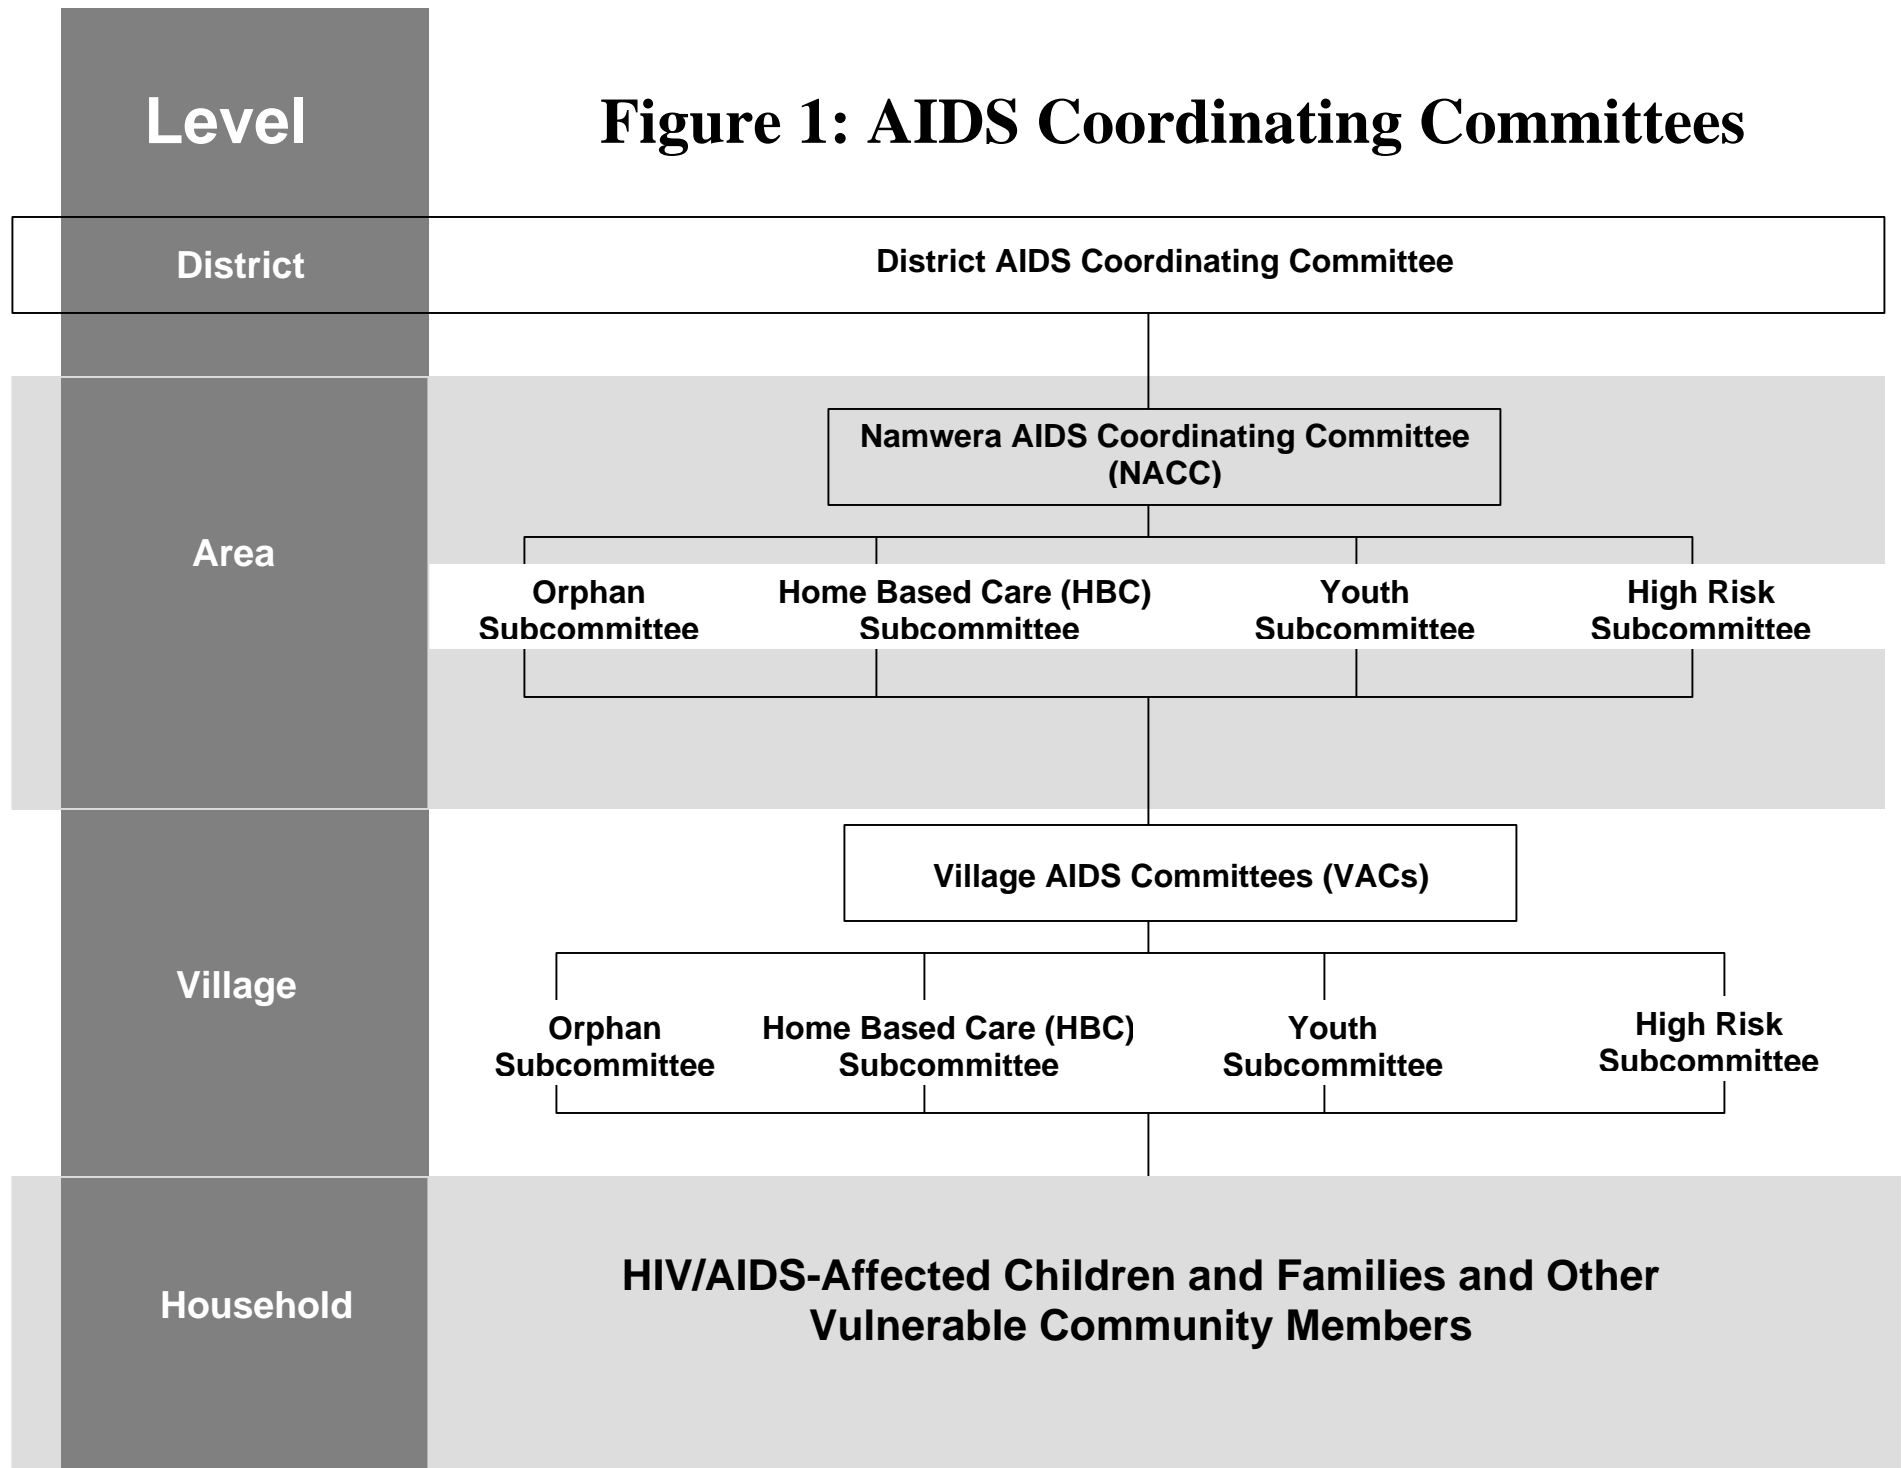 Level
Figure 1: AIDS Coordinating Committees
District
District AIDS Coordinating Committee
Area
Namwera AIDS Coordinating Committee
(NACC)
Orphan
Subcommittee
Home Based Care (HBC)
Subcommittee
Youth
Subcommittee
High Risk
Subcommittee
Village
Village AIDS Committees (VACs)
Orphan
Subcommittee
Home Based Care (HBC)
Subcommittee
Youth
Subcommittee
High Risk
Subcommittee
Household
HIV/AIDS-Affected Children and Families and Other
Vulnerable Community Members